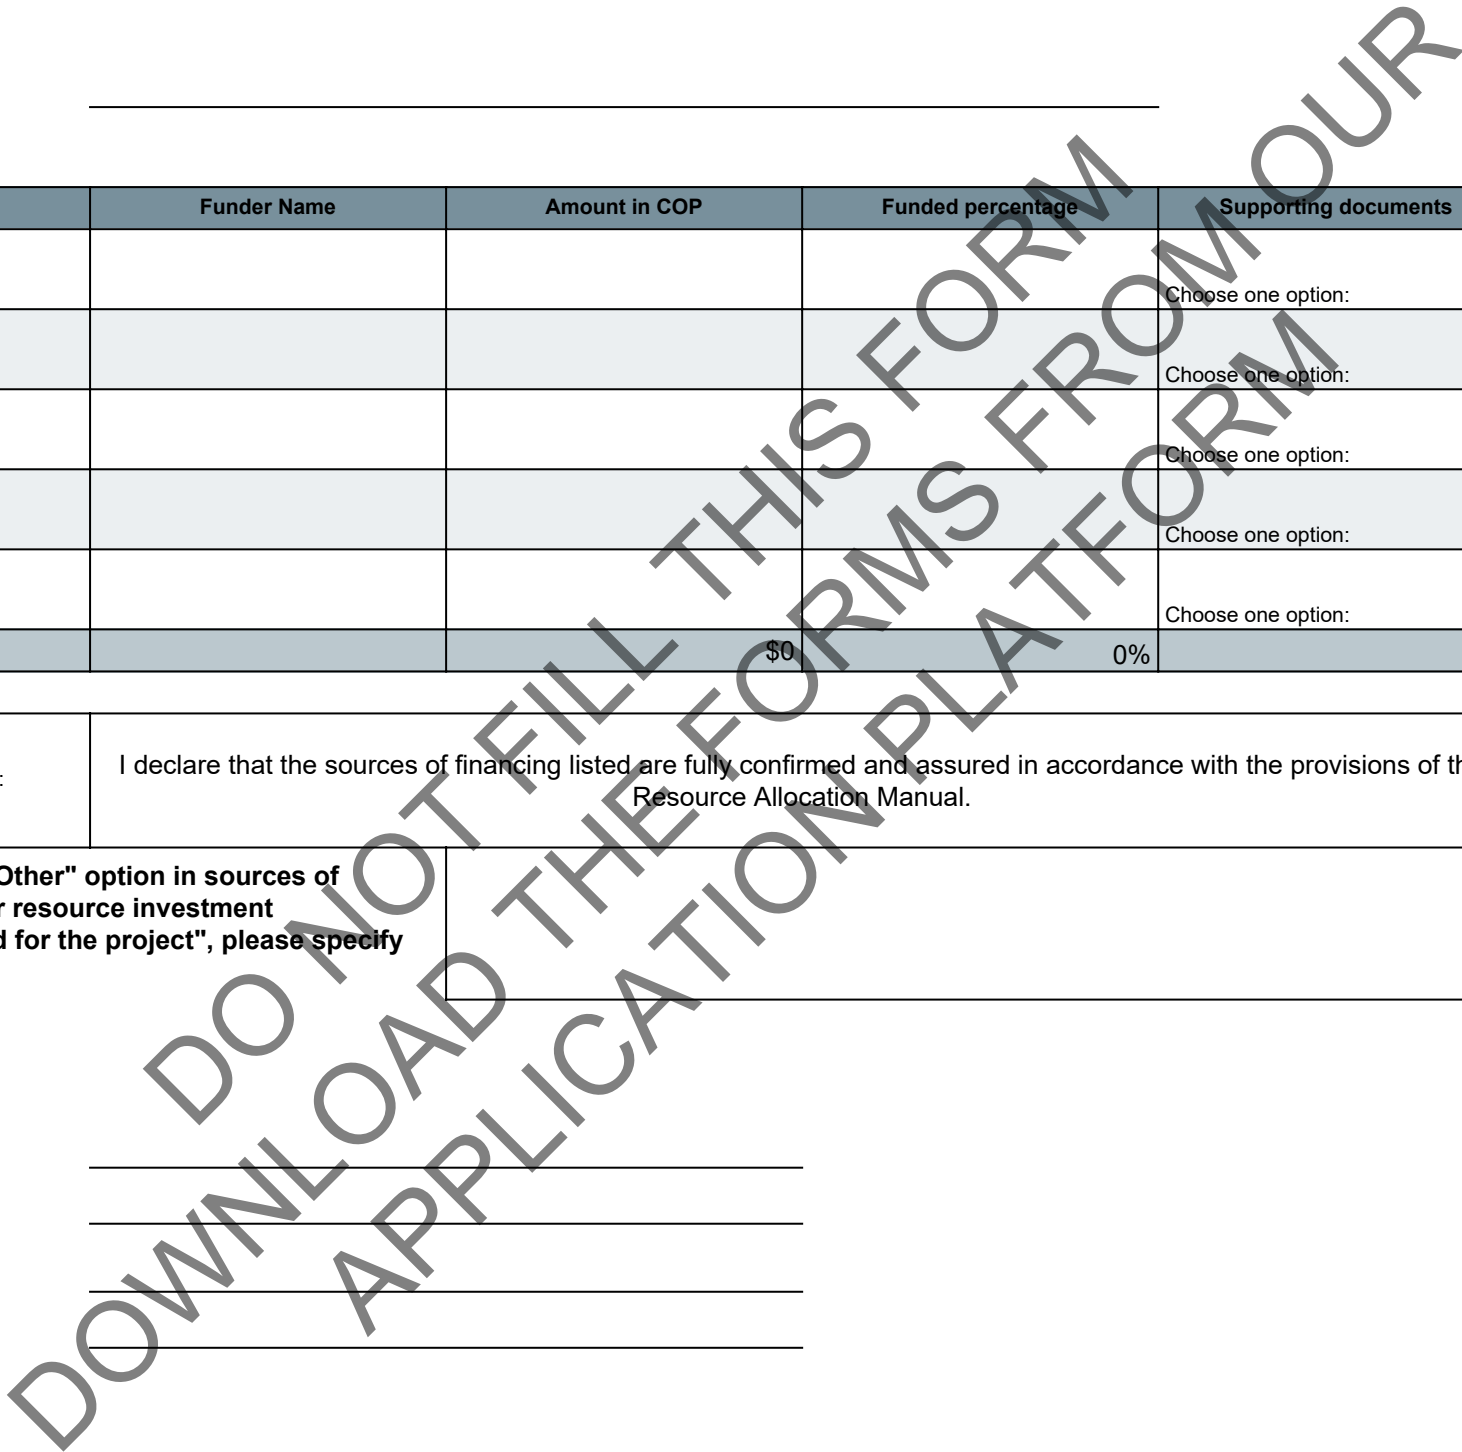 Funder Name Amount in COP Funded percentage Supporting documents
Choose one option:
Choose one option:
Choose one option:
Choose one option:
Choose one option:
$0 0%
: I declare that the sources of financing listed are fully confirmed and assured in accordance with the provisions of th
Resource Allocation Manual.
Other" option in sources of
r resource investment
d for the project", please specify
DO NOT FILL THIS FORM
DOWNLOAD THE FORMS FROM OUR
APPLICATION PLATFORM